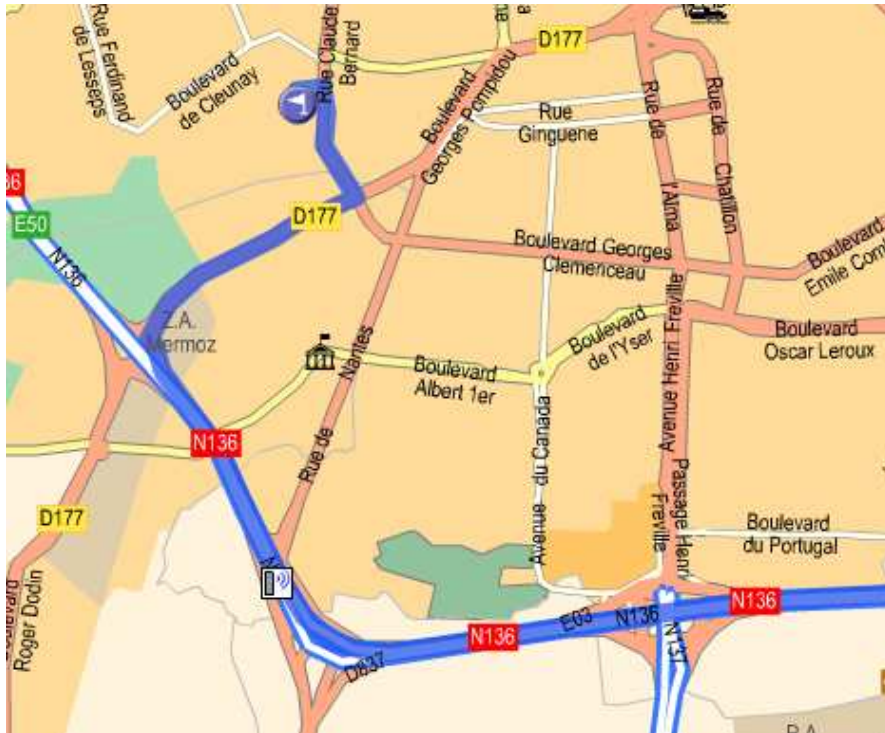 D177
Rue Claude
Bernard
Rue Ferdinand
de Lesseps
Boulevard
de Cleunay
Boulevard
Georges Pompidou
Rue
Ginguene
Rue de
l'Alma
Rue de
Chatillon
E50
N136
D177
Boulevard Georges
Clemenceau
Boulevard
Z.A.
Mermoz
Rue de
Nantes
Boulevard
Albert 1er
Boulevard
de l'Yser
Avenue Henri Freville
Boulevard
Oscar Leroux
N136
Avenue
du Canada
Passage Henri
Freville
D177
Boulevard
du Portugal
Roger Dodin
N136
E03
N136
N136
N137
D837